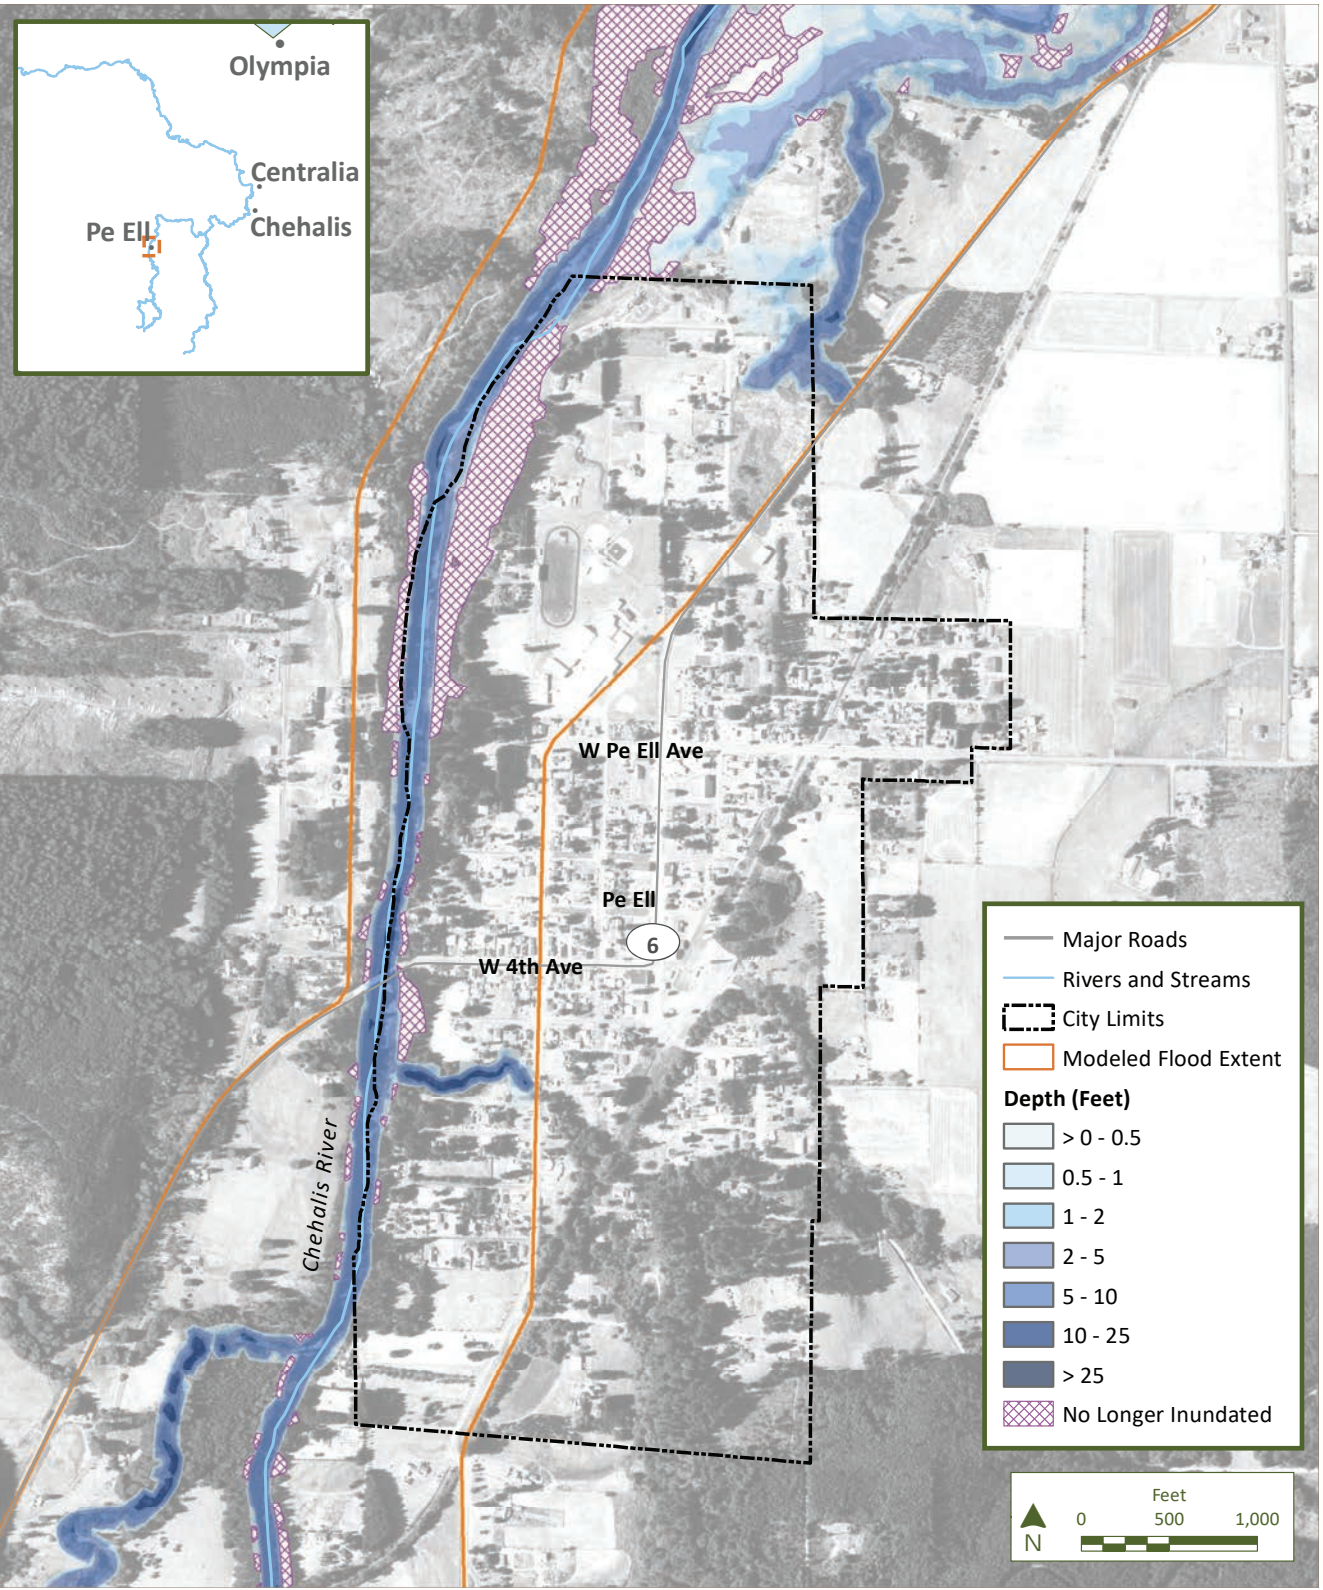 Olympia
Centralia
Chehalis
Pe Ell
W Pe Ell Ave
Pe Ell
6
W 4th Ave
Chehalis River
Major Roads
Rivers and Streams
City Limits
Modeled Flood Extent
Depth (Feet)
> 0 - 0.5
0.5 - 1
1 - 2
2 - 5
5 - 10
10 - 25
> 25
No Longer Inundated
Feet
0 500 1,000
N